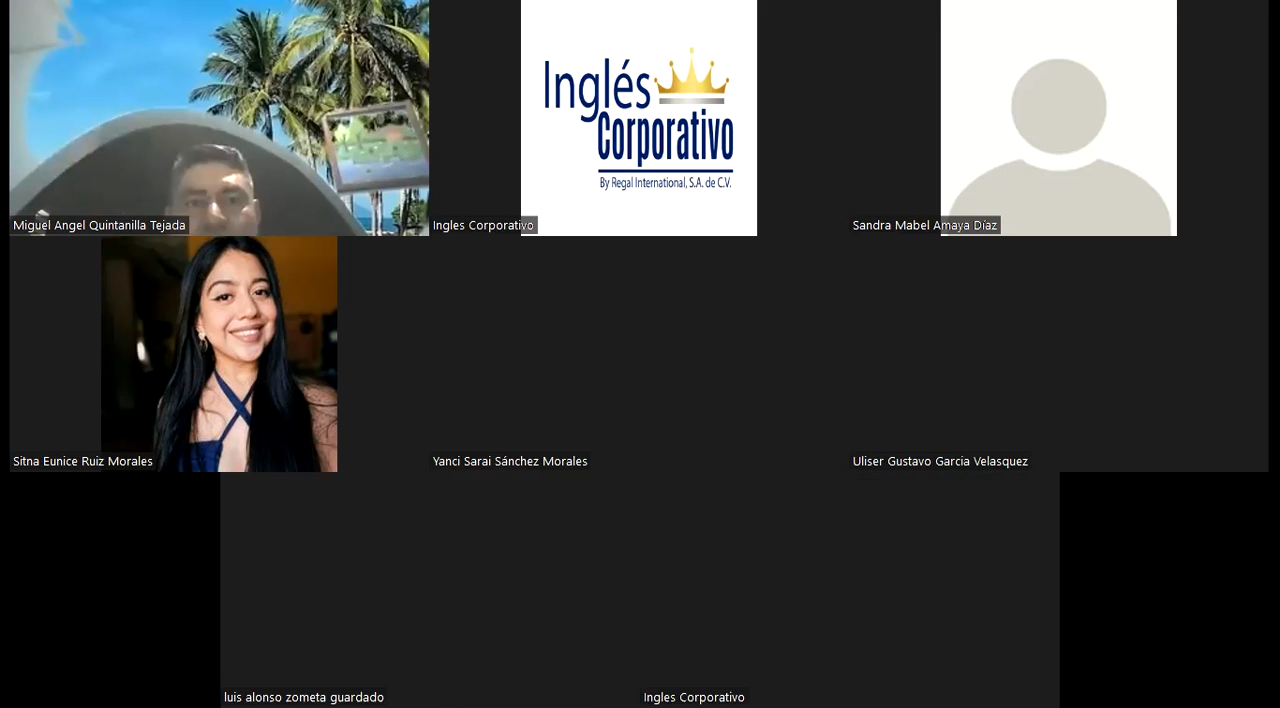 Inglés
Corporativo
By Regal International, S.A. de C.V.
Miguel Angel Quintanilla Tejada
Ingles Corporativo
Sandra Mabel Amaya Díaz
Sitna Eunice Ruiz Morales
Yanci Sarai Sánchez Morales
Uliser Gustavo Garcia Velasquez
luis alonso zometa guardado
Ingles Corporativo